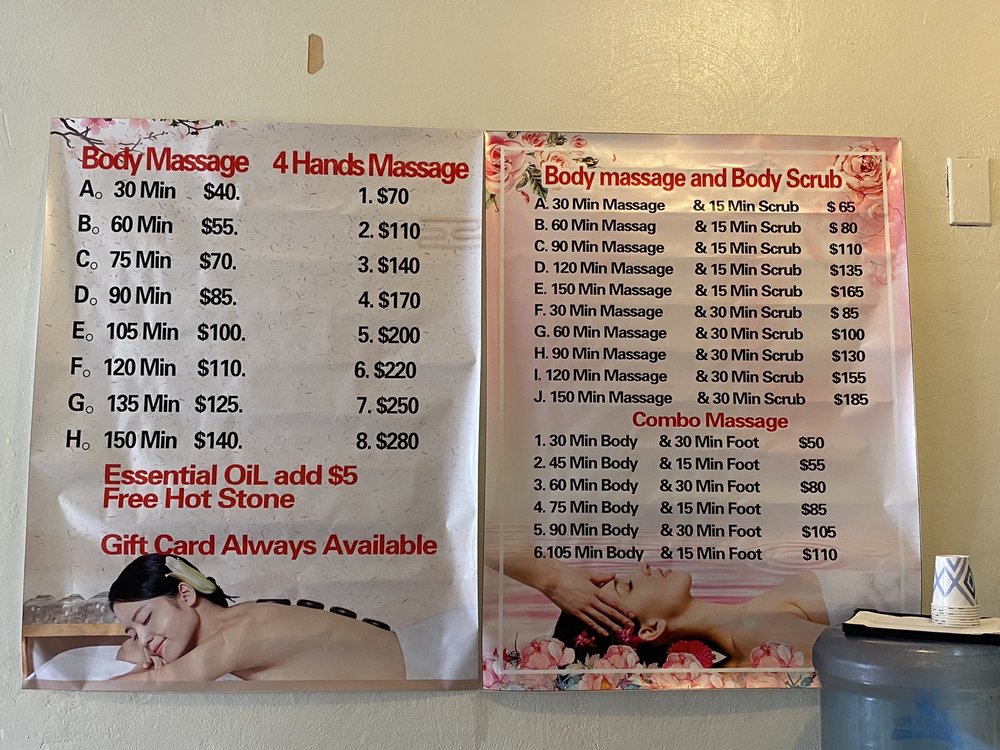 Body Massage 4 Hands Massage
A. 30 Min $40. 1. $70
B. 60 Min $55. 2. $110
C. 75 Min $70. 3. $140
D. 90 Min $85. 4. $170
E. 105 Min $100. 5. $200
F. 120 Min $110. 6. $220
G. 135 Min $125. 7. $250
H. 150 Min $140. 8. $280
Essential OiL add $5
Free Hot Stone
Gift Card Always Available
Body massage and Body Scrub
A. 30 Min Massage & 15 Min Scrub $ 65
B. 60 Min Massag & 15 Min Scrub $ 80
C. 90 Min Massage & 15 Min Scrub $110
D. 120 Min Massage & 15 Min Scrub $135
E. 150 Min Massage & 15 Min Scrub $165
F. 30 Min Massage & 30 Min Scrub $ 85
G. 60 Min Massage & 30 Min Scrub $100
H. 90 Min Massage & 30 Min Scrub $130
I. 120 Min Massage & 30 Min Scrub $155
J. 150 Min Massage & 30 Min Scrub $185
Combo Massage
1. 30 Min Body & 30 Min Foot $50
2. 45 Min Body & 15 Min Foot $55
3. 60 Min Body & 30 Min Foot $80
4. 75 Min Body & 15 Min Foot $85
5. 90 Min Body & 30 Min Foot $105
6.105 Min Body & 15 Min Foot $110